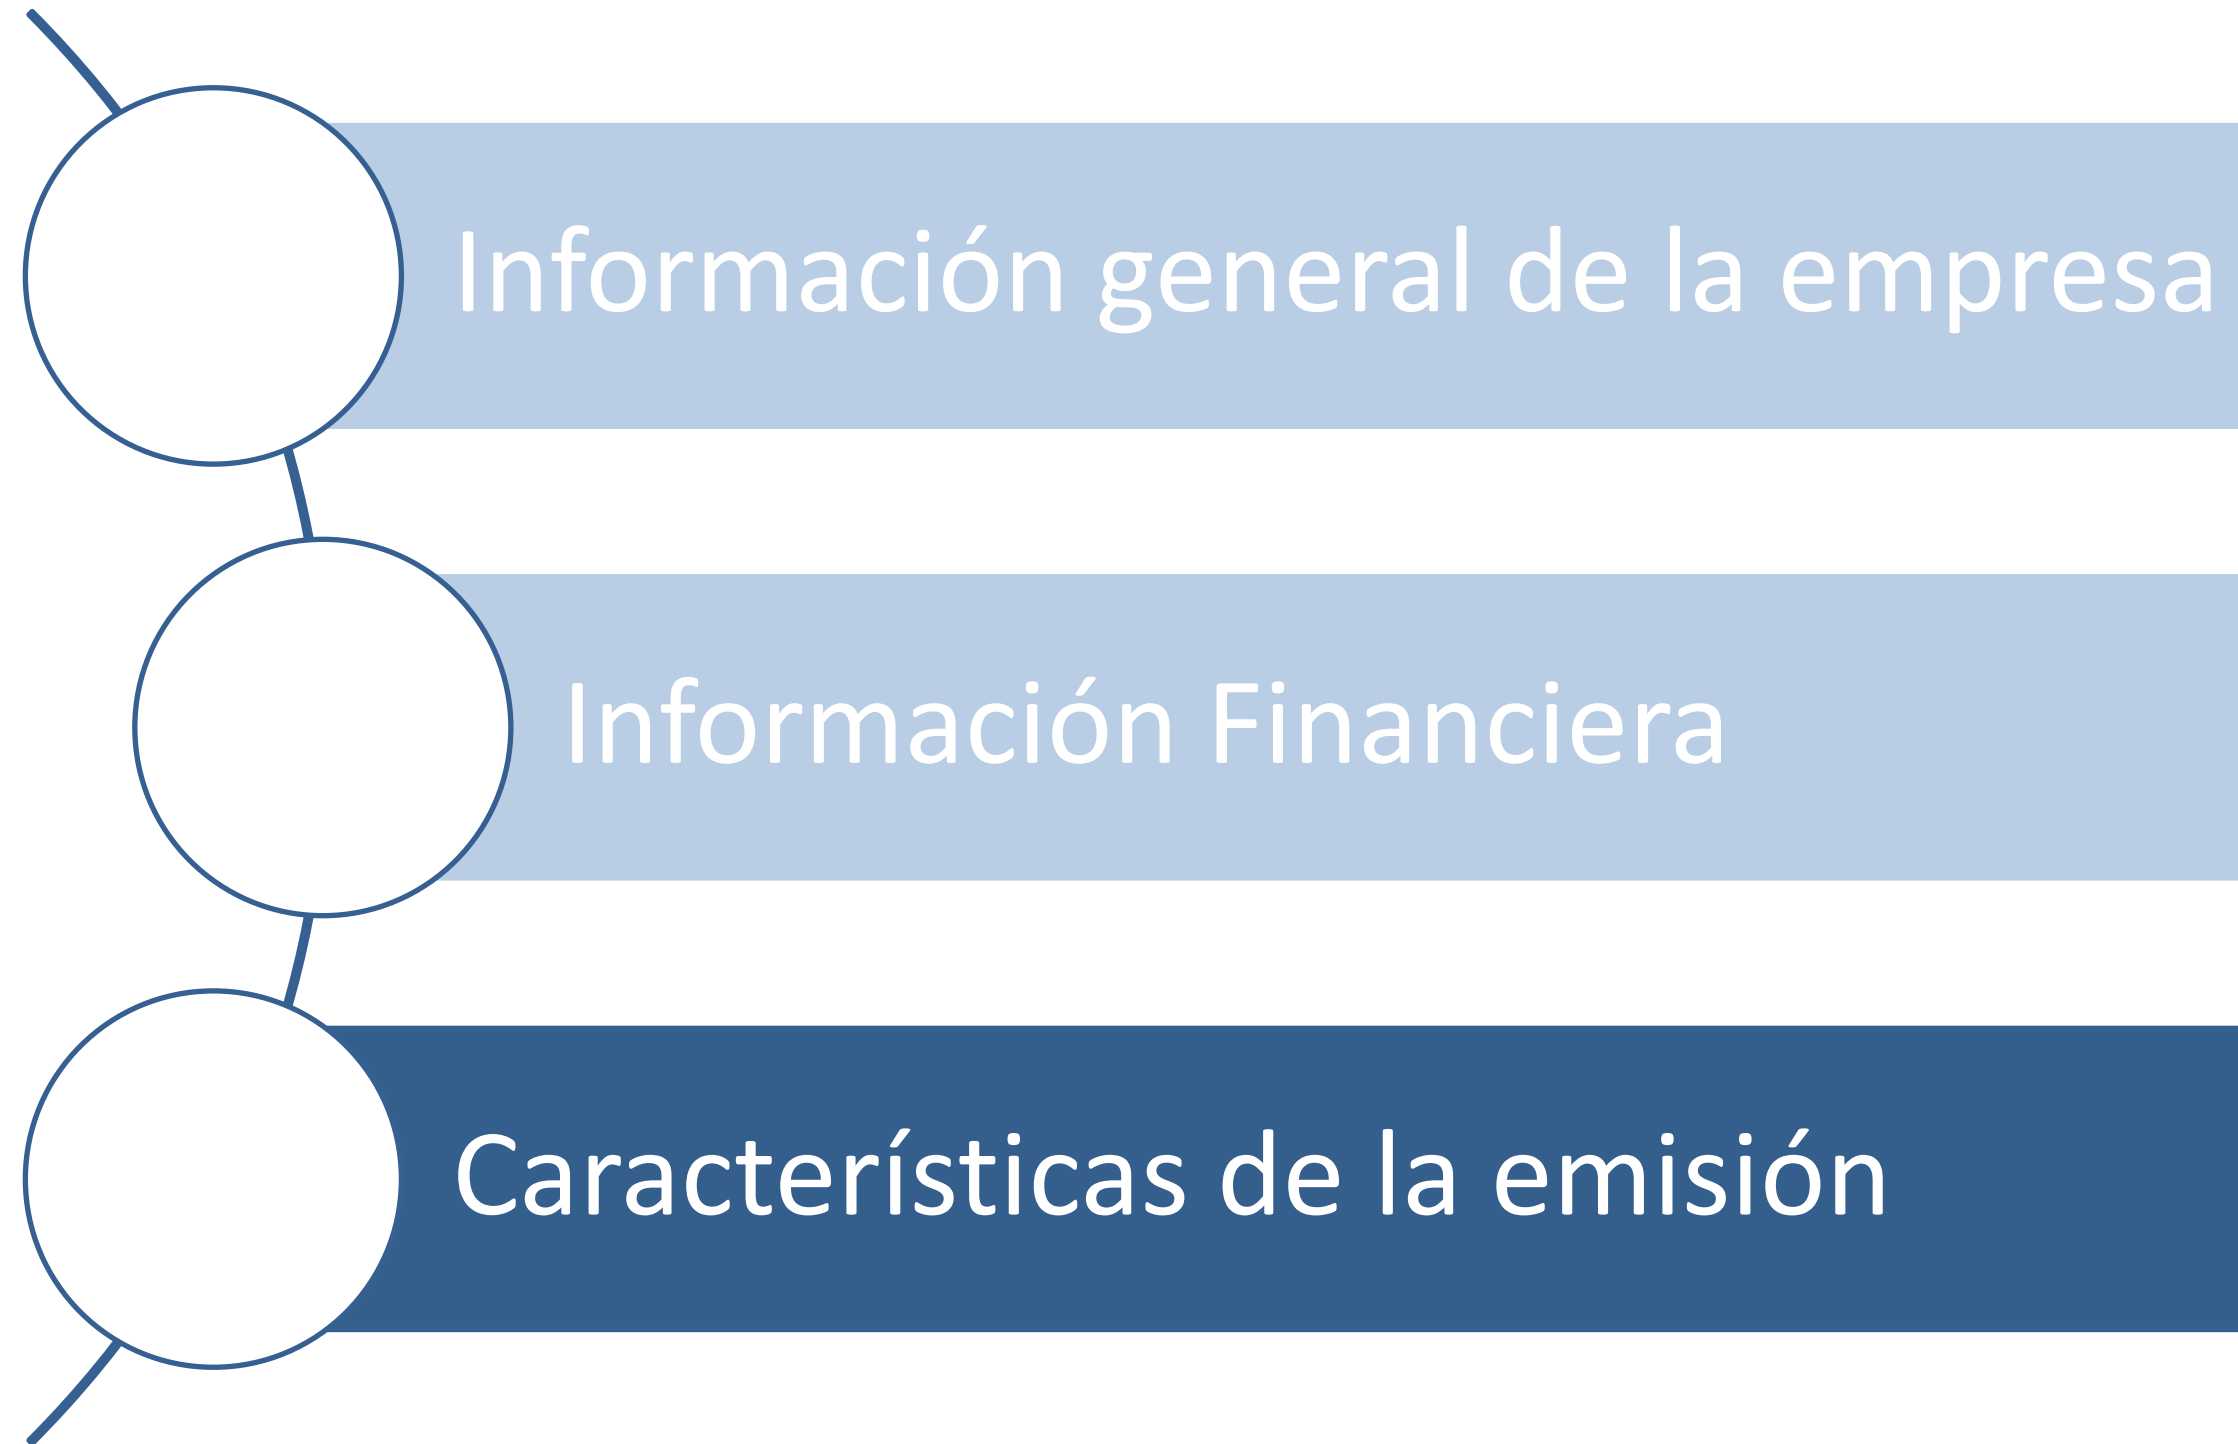 Información general de la empresa
Información Financiera
Características de la emisión